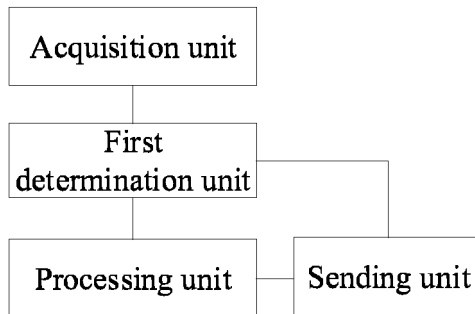 Acquisition unit
First
determination unit
Processing unit
Sending unit